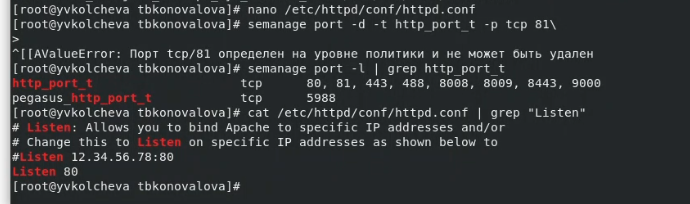 [root@yvkolcheva tbkonovalova]# nano /etc/httpd/conf/httpd.conf
[root@yvkolcheva tbkonovalova]# semanage port -d -t http_port_t -p tcp 81\
>
^[[AValueError: Порт tcp/81 определен на уровне политики и не может быть удален
[root@yvkolcheva tbkonovalova]# semanage port -l | grep http_port_t
http_port_t tcp 80, 81, 443, 488, 8008, 8009, 8443, 9000
pegasus_http_port_t tcp 5988
[root@yvkolcheva tbkonovalova]# cat /etc/httpd/conf/httpd.conf | grep "Listen"
# Listen: Allows you to bind Apache to specific IP addresses and/or
# Change this to Listen on specific IP addresses as shown below to
#Listen 12.34.56.78:80
Listen 80
[root@yvkolcheva tbkonovalova]#